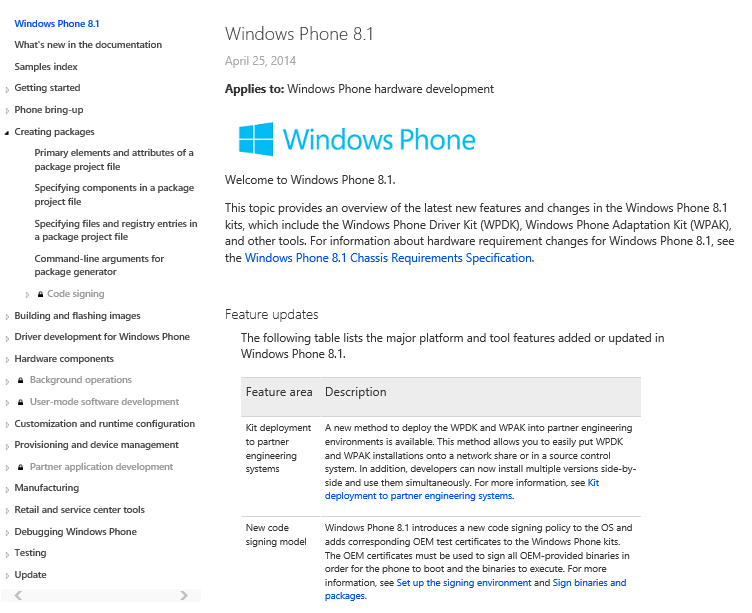 Windows Phone 8.1
What's new in the documentation
Samples index
Getting started
Phone bring-up
Creating packages
Primary elements and attributes of a
package project file
Specifying components in a package
project file
Specifying files and registry entries in
a package project file
Command-line arguments for
package generator
Code signing
Building and flashing images
Driver development for Windows Phone
Hardware components
Background operations
User-mode software development
Customization and runtime configuration
Provisioning and device management
Partner application development
Manufacturing
Retail and service center tools
Debugging Windows Phone
Testing
Update
Windows Phone 8.1
April 25, 2014
Applies to: Windows Phone hardware development
Windows Phone
Welcome to Windows Phone 8.1.
This topic provides an overview of the latest new features and changes in the Windows Phone 8.1
kits, which include the Windows Phone Driver Kit (WPDK), Windows Phone Adaptation Kit (WPAK),
and other tools. For information about hardware requirement changes for Windows Phone 8.1, see
the Windows Phone 8.1 Chassis Requirements Specification.
Feature updates
The following table lists the major platform and tool features added or updated in
Windows Phone 8.1.
Feature area Description
Kit deployment
to partner
engineering
systems
A new method to deploy the WPDK and WPAK into partner engineering
environments is available. This method allows you to easily put WPDK
and WPAK installations onto a network share or in a source control
system. In addition, developers can now install multiple versions side-by-
side and use them simultaneously. For more information, see Kit
deployment to partner engineering systems.
New code
signing model
Windows Phone 8.1 introduces a new code signing policy to the OS and
adds corresponding OEM test certificates to the Windows Phone kits.
The OEM certificates must be used to sign all OEM-provided binaries in
order for the phone to boot and the binaries to execute. For more
information, see Set up the signing environment and Sign binaries and
packages.